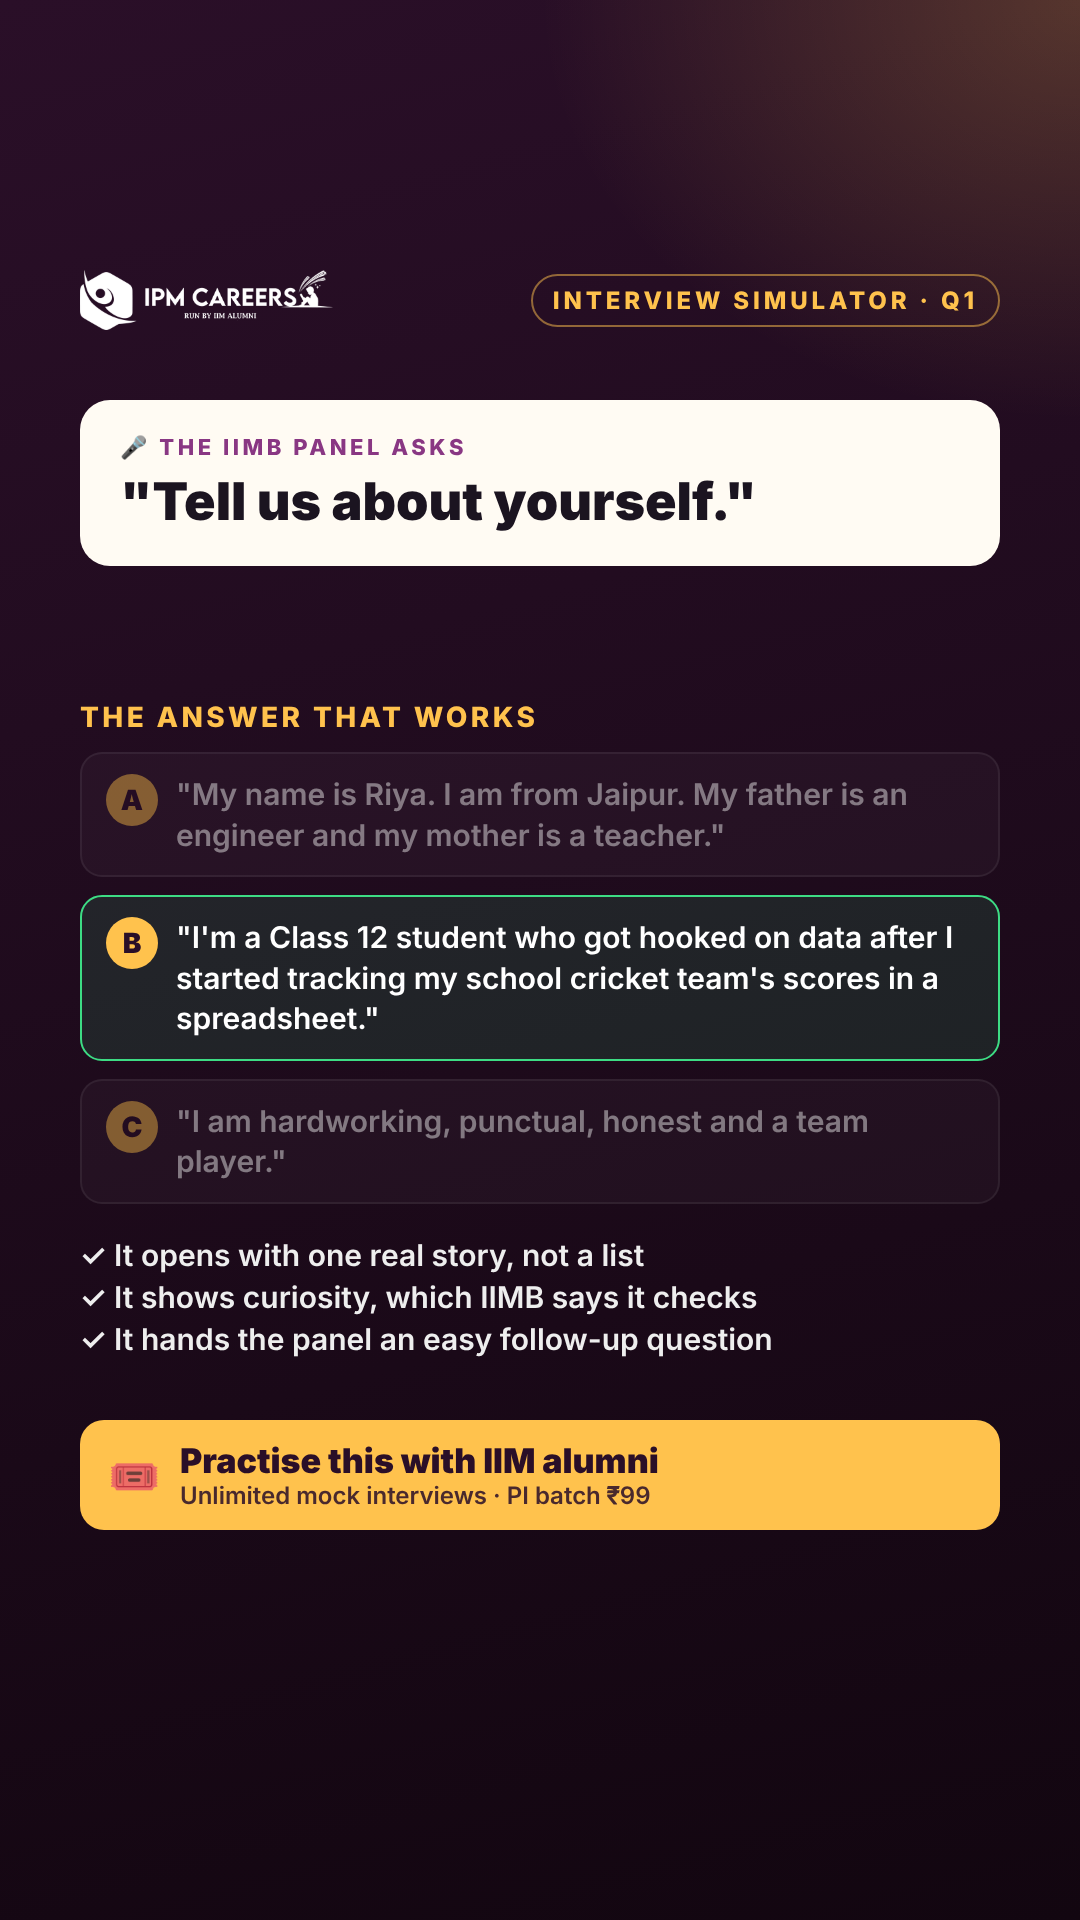 IPM CAREERS
RUN BY IIM ALUMNI
INTERVIEW SIMULATOR · Q1
THE IIMB PANEL ASKS
"Tell us about yourself."
THE ANSWER THAT WORKS
A
"My name is Riya. I am from Jaipur. My father is an
engineer and my mother is a teacher."
B
"I'm a Class 12 student who got hooked on data after I
started tracking my school cricket team's scores in a
spreadsheet."
C
"I am hardworking, punctual, honest and a team
player."
✓ It opens with one real story, not a list
✓ It shows curiosity, which IIMB says it checks
✓ It hands the panel an easy follow-up question
Practise this with IIM alumni
Unlimited mock interviews · PI batch ₹99